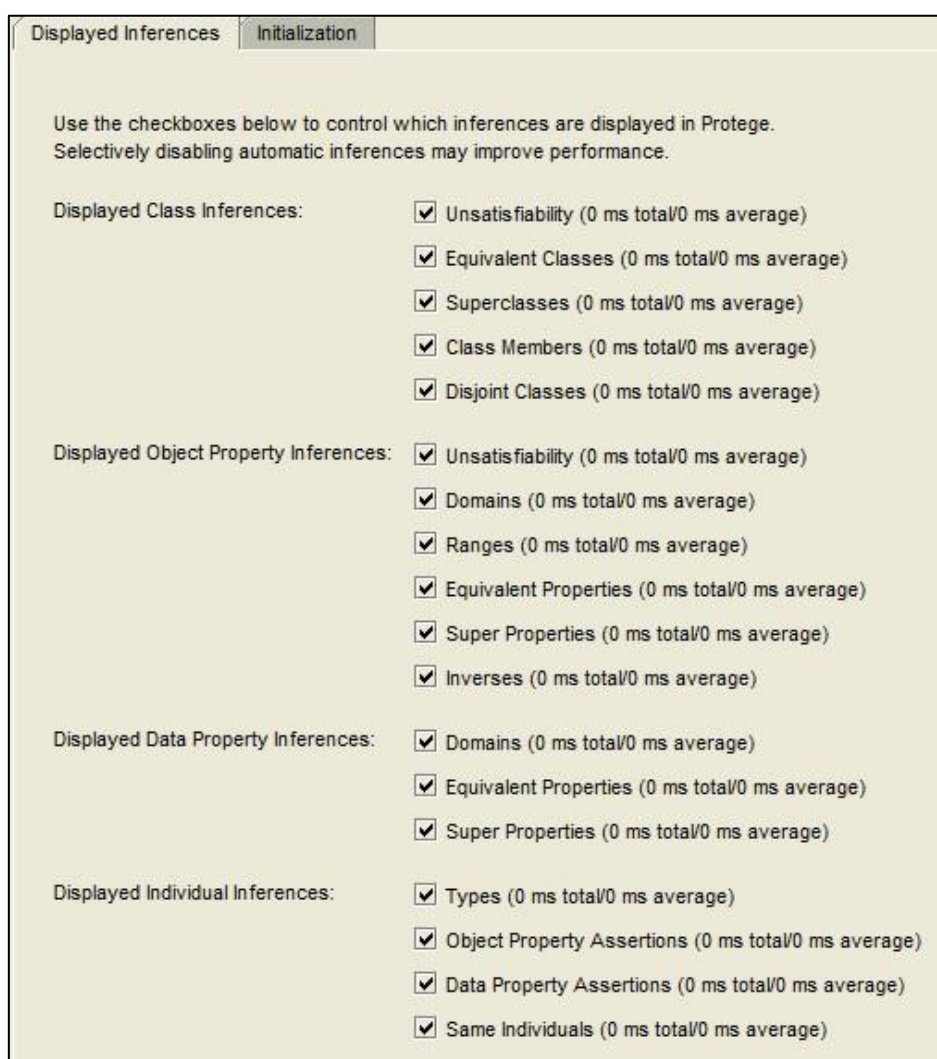 Displayed Inferences
Initialization
Use the checkboxes below to control which inferences are displayed in Protege.
Selectively disabling automatic inferences may improve performance.
Displayed Class Inferences:
Unsatisfiability (0 ms total/0 ms average)
Equivalent Classes (0 ms total/0 ms average)
Superclasses (0 ms total/0 ms average)
Class Members (0 ms total/0 ms average)
Disjoint Classes (0 ms total/0 ms average)
Displayed Object Property Inferences:
Unsatisfiability (0 ms total/0 ms average)
Domains (0 ms total/0 ms average)
Ranges (0 ms total/0 ms average)
Equivalent Properties (0 ms total/0 ms average)
Super Properties (0 ms total/0 ms average)
Inverses (0 ms total/0 ms average)
Displayed Data Property Inferences:
Domains (0 ms total/0 ms average)
Equivalent Properties (0 ms total/0 ms average)
Super Properties (0 ms total/0 ms average)
Displayed Individual Inferences:
Types (0 ms total/0 ms average)
Object Property Assertions (0 ms total/0 ms average)
Data Property Assertions (0 ms total/0 ms average)
Same Individuals (0 ms total/0 ms average)